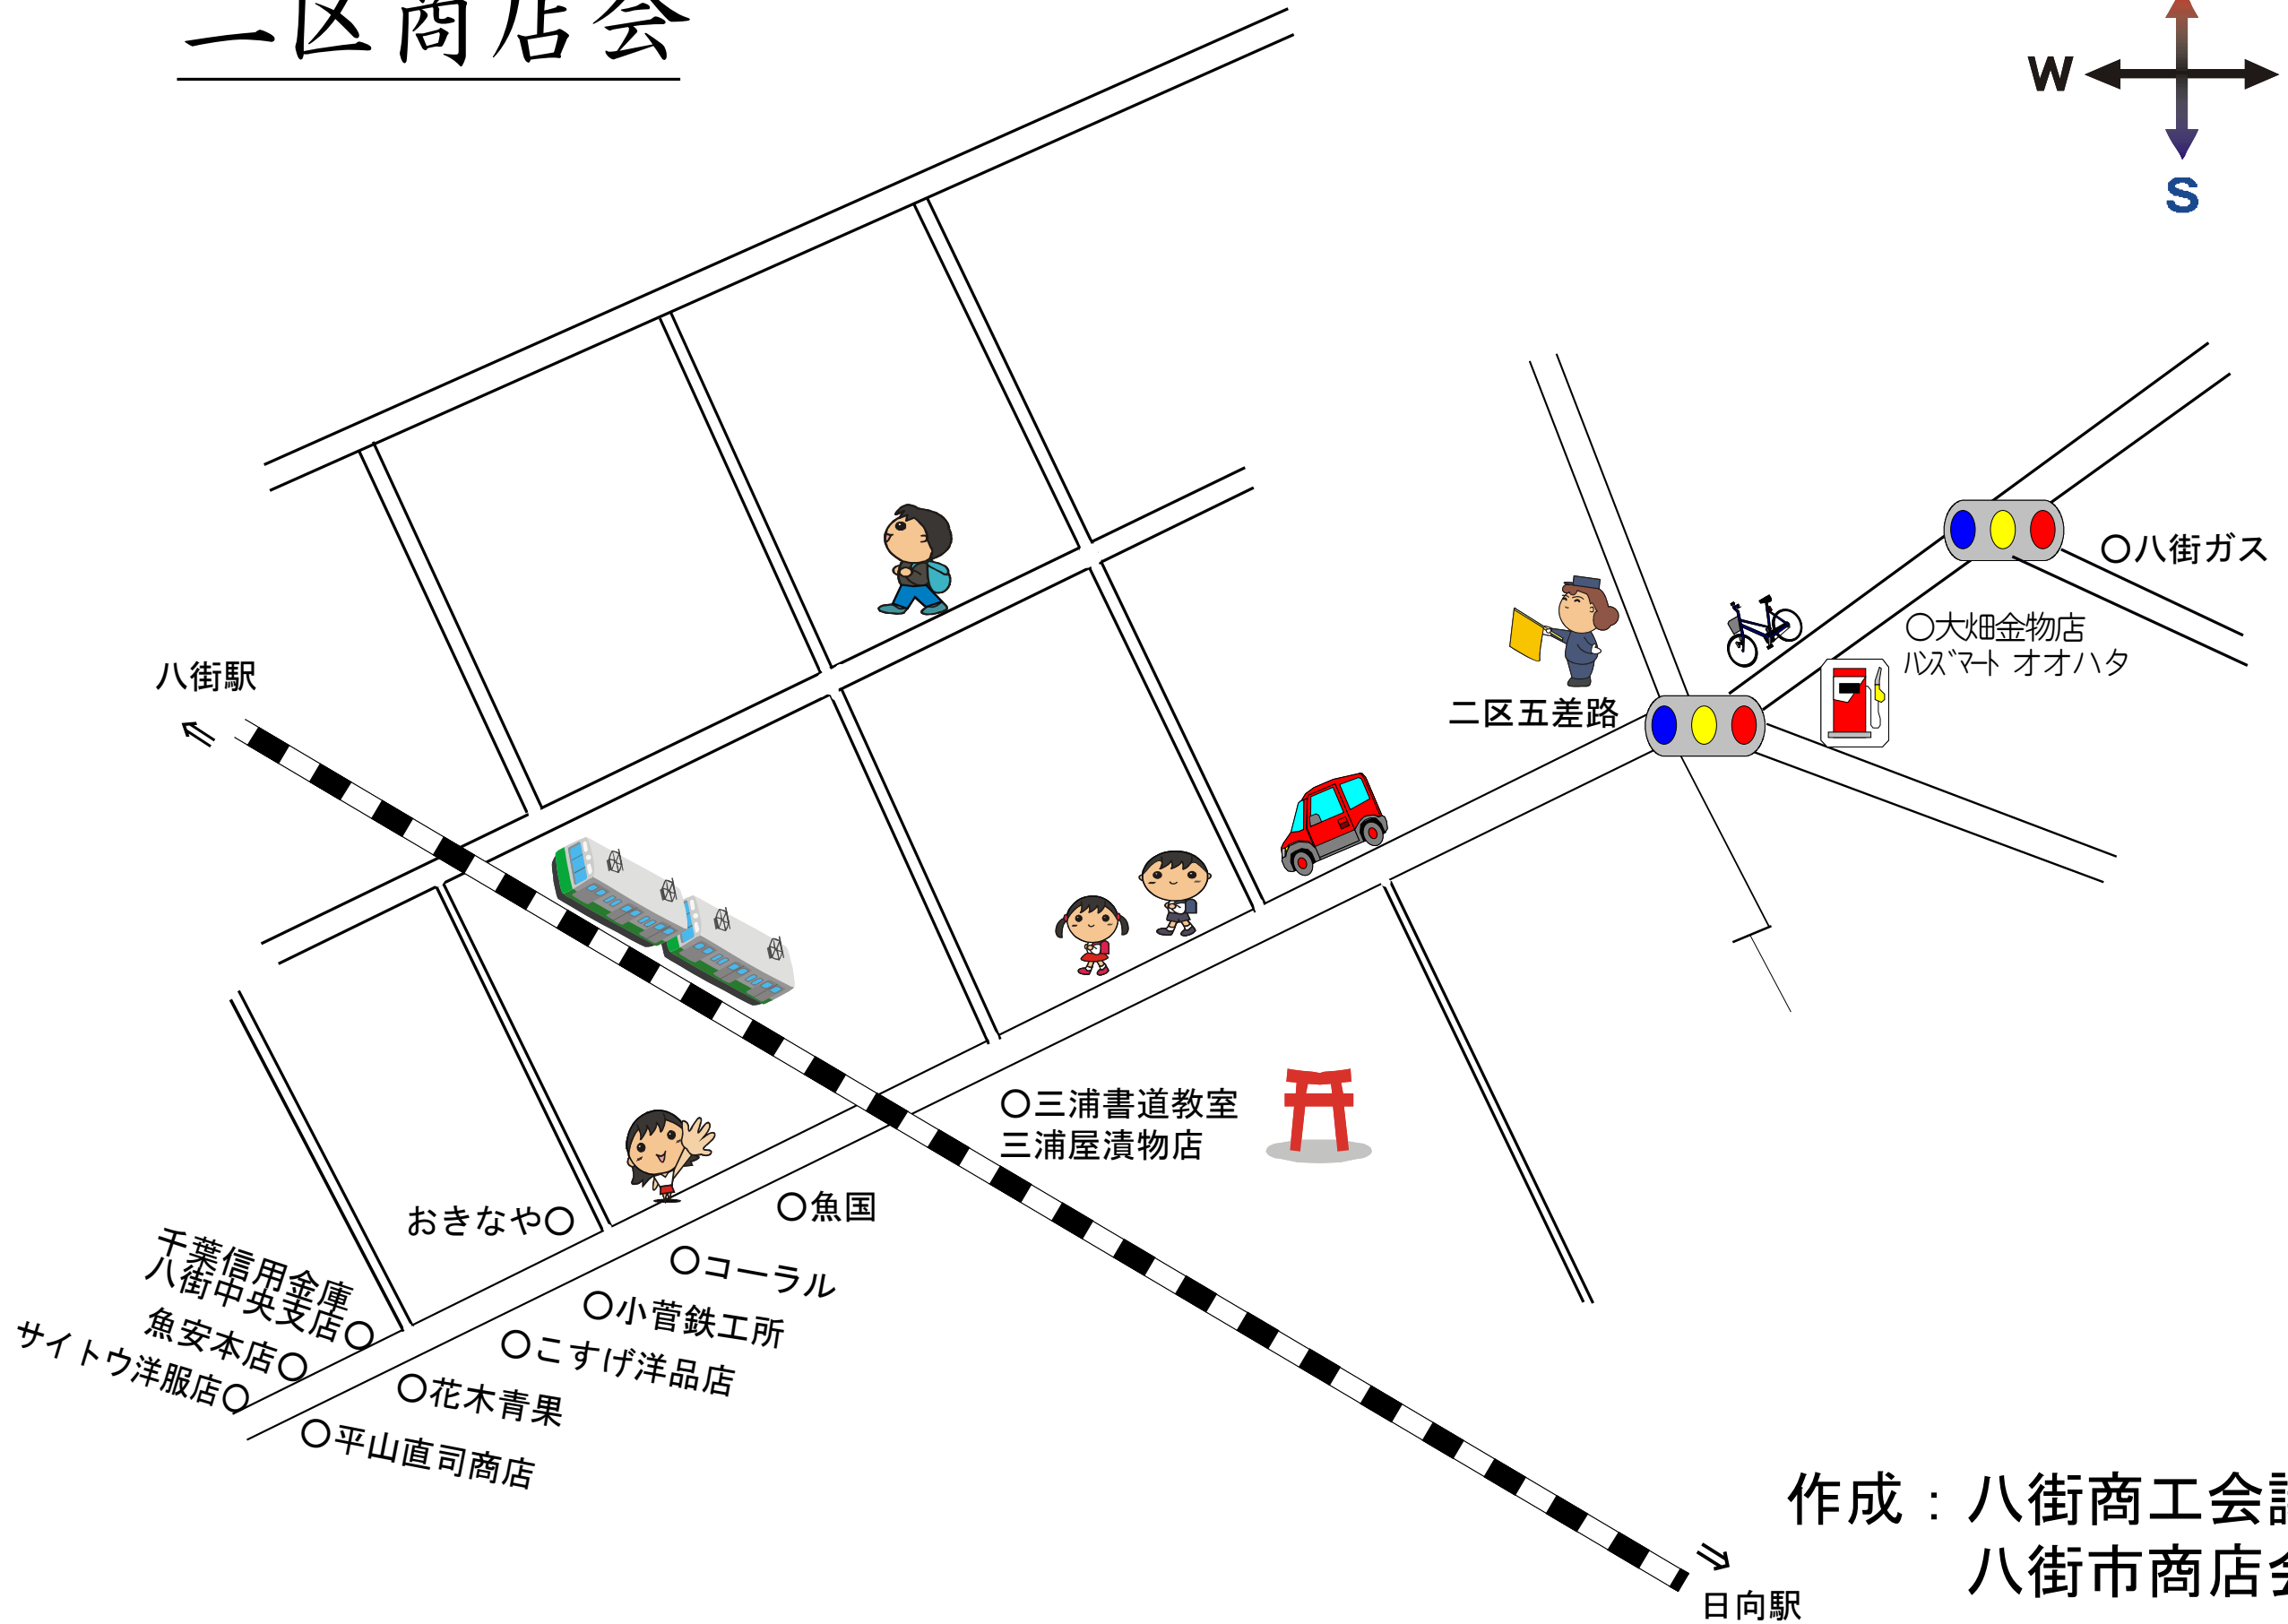 二区商店会
W
S
八街ガス
大畑金物店
ﾊﾝｽﾞﾏｰﾄ オオハタ
八街駅
二区五差路
三浦書道教室
三浦屋漬物店
魚国
おきなや
コーラル
千葉信用金庫
八街中央支店
小菅鉄工所
魚安本店
こすげ洋品店
サイトウ洋服店
花木青果
平山直司商店
作成：八街商工会
八街市商店
日向駅